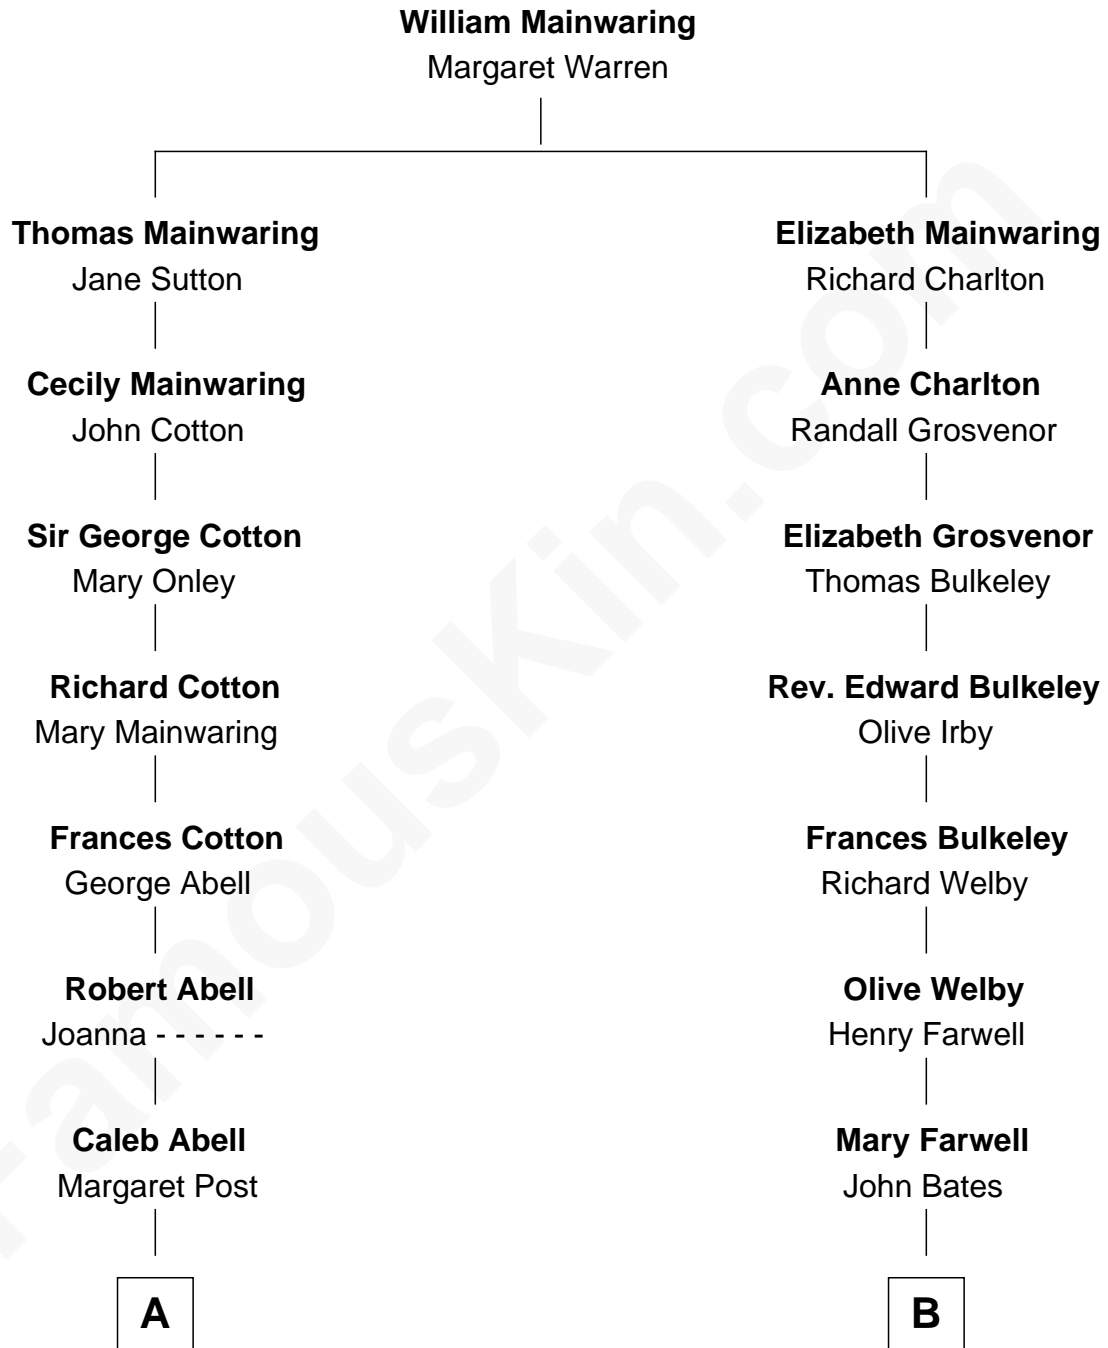 William Mainwaring
Margaret Warren
Thomas Mainwaring
Jane Sutton
Elizabeth Mainwaring
Richard Charlton
Cecily Mainwaring
John Cotton
Anne Charlton
Randall Grosvenor
Sir George Cotton
Mary Onley
Elizabeth Grosvenor
Thomas Bulkeley
Richard Cotton
Mary Mainwaring
Rev. Edward Bulkeley
Olive Irby
Frances Cotton
George Abell
Frances Bulkeley
Richard Welby
Robert Abell
Joanna - - - - - -
Olive Welby
Henry Farwell
Caleb Abell
Margaret Post
Mary Farwell
John Bates
A
B
FamousKin.com